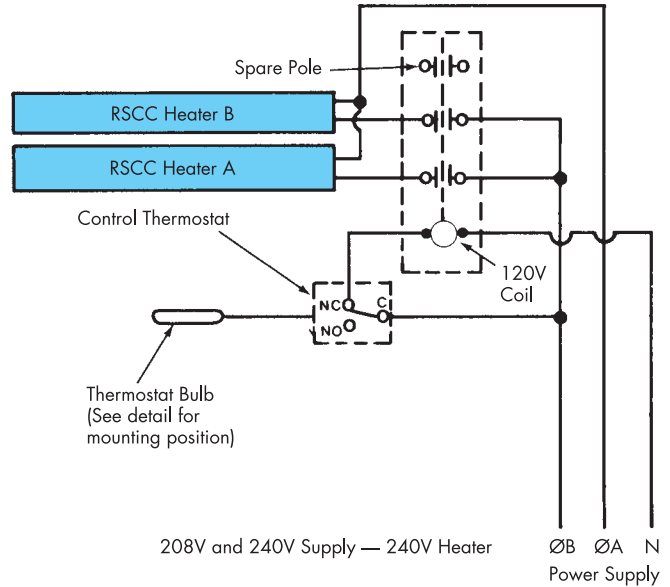 Spare Pole
RSCC Heater B
RSCC Heater A
Control Thermostat
120V
Coil
NC
C
NO
Thermostat Bulb
(See detail for
mounting position)
208V and 240V Supply — 240V Heater
ØB ØA N
Power Supply